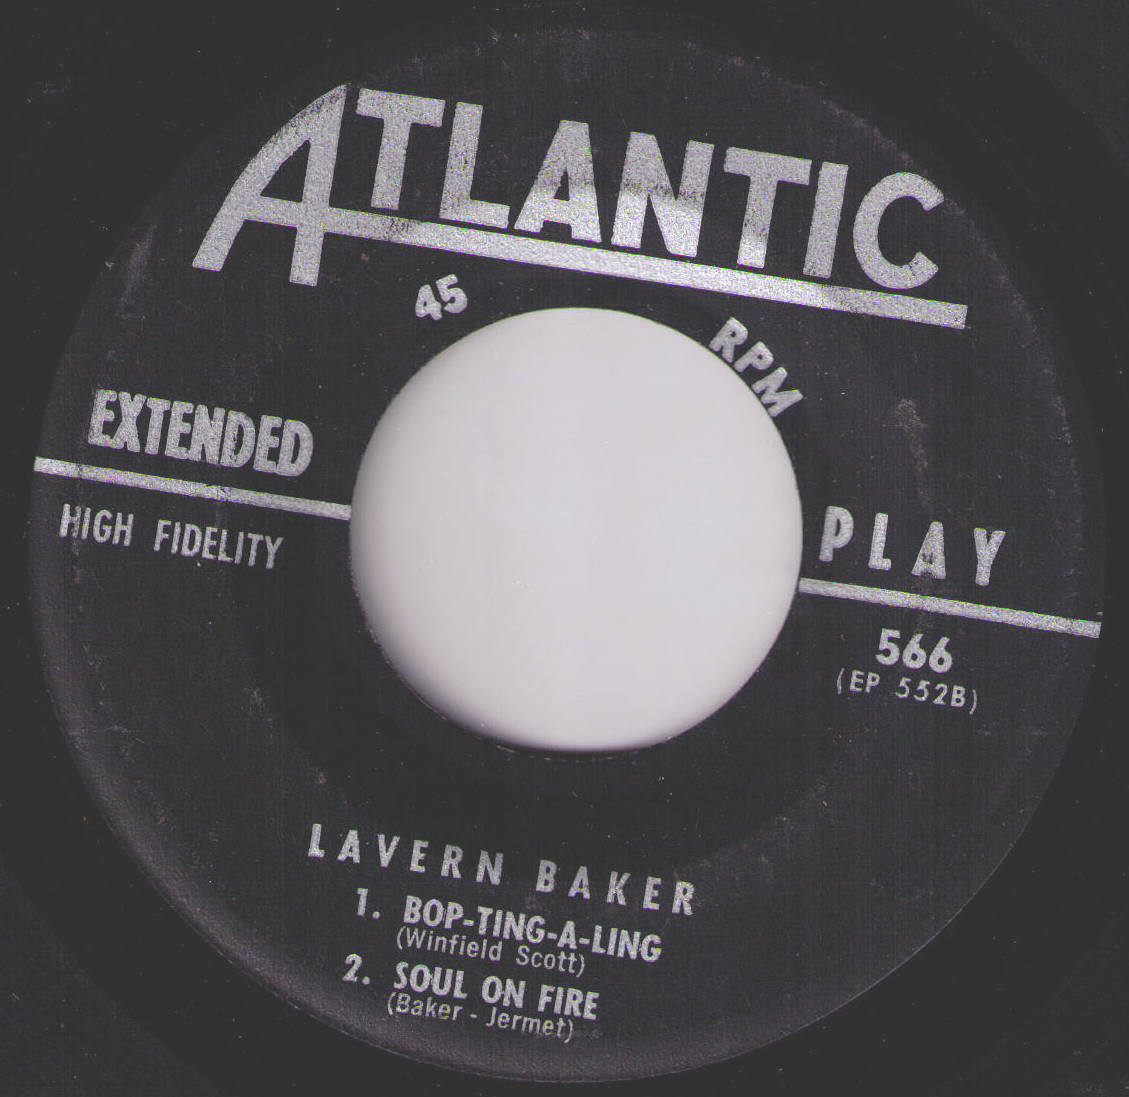 ATLANTIC
45 RPM
EXTENDED PLAY
HIGH FIDELITY
566
(EP 552B)
LAVERN BAKER
1. BOP-TING-A-LING
(Winfield Scott)
2. SOUL ON FIRE
(Baker - Jermet)